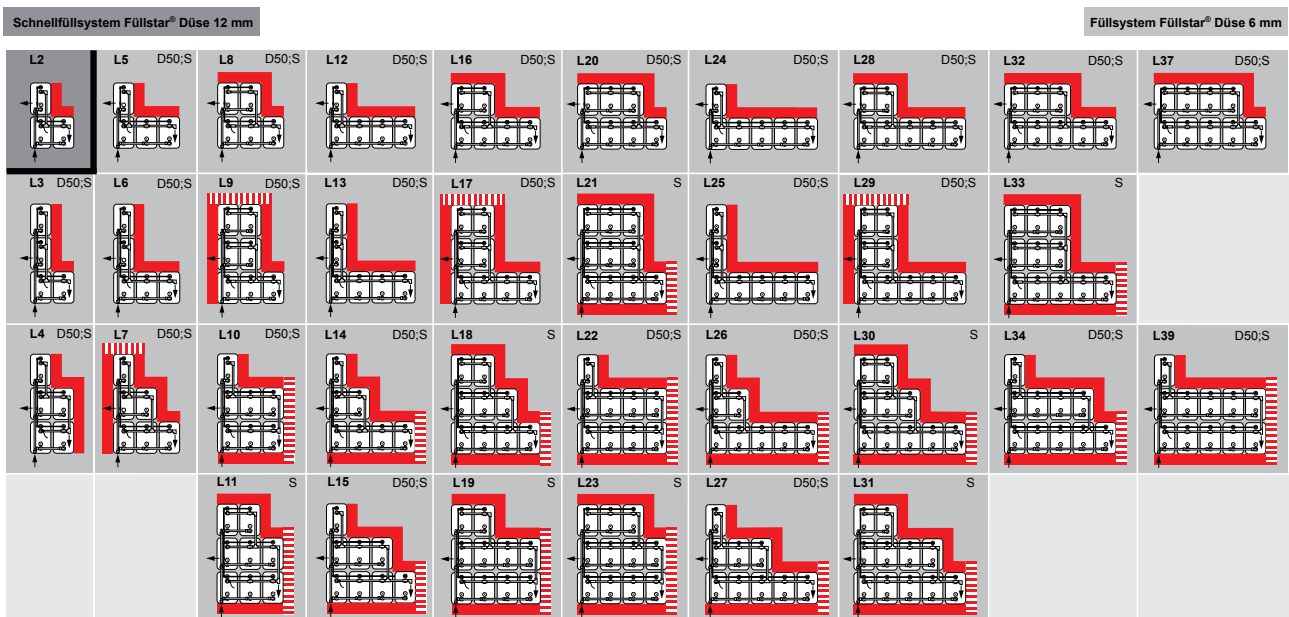 Schnellfüllsystem Füllstar® Düse 12 mm
Füllsystem Füllstar® Düse 6 mm
L2
L5 D50;S
L8 D50;S
L12 D50;S
L16 D50;S
L20 D50;S
L24 D50;S
L28 D50;S
L32 D50;S
L37 D50;S
L3 D50;S
L6 D50;S
L9 D50;S
L13 D50;S
L17 D50;S
L21 S
L25 D50;S
L29 D50;S
L33 S
L4 D50;S
L7 D50;S
L10 D50;S
L14 D50;S
L18 S
L22 D50;S
L26 D50;S
L30 S
L34 D50;S
L39 D50;S
L11 S
L15 D50;S
L19 S
L23 S
L27 D50;S
L31 S